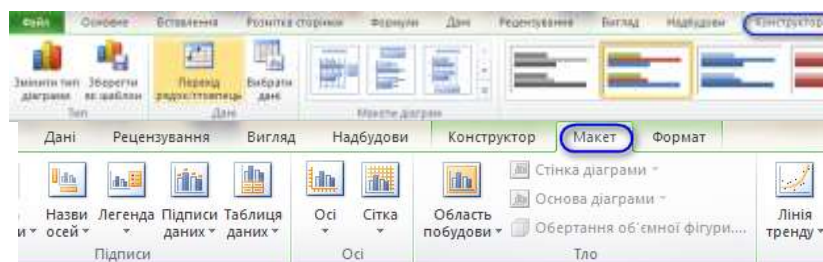 Файл Основне Вставлення Розмітка сторінки Формули Дані Рецензування Вигляд Надбудови Конструктор
Змінити тип діаграми Зберегти як шаблон Перехід рядок/стовпець Вибрати дані
Тип Дані Макети діаграм
Дані Рецензування Вигляд Надбудови Конструктор Макет Формат
Стінка діаграми
Основа діаграми
Обертання об'ємної фігури....
Назви осей Легенда Підписи даних Таблиця даних Осі Сітка Область побудови Лінія тренду
Підписи Осі Тло